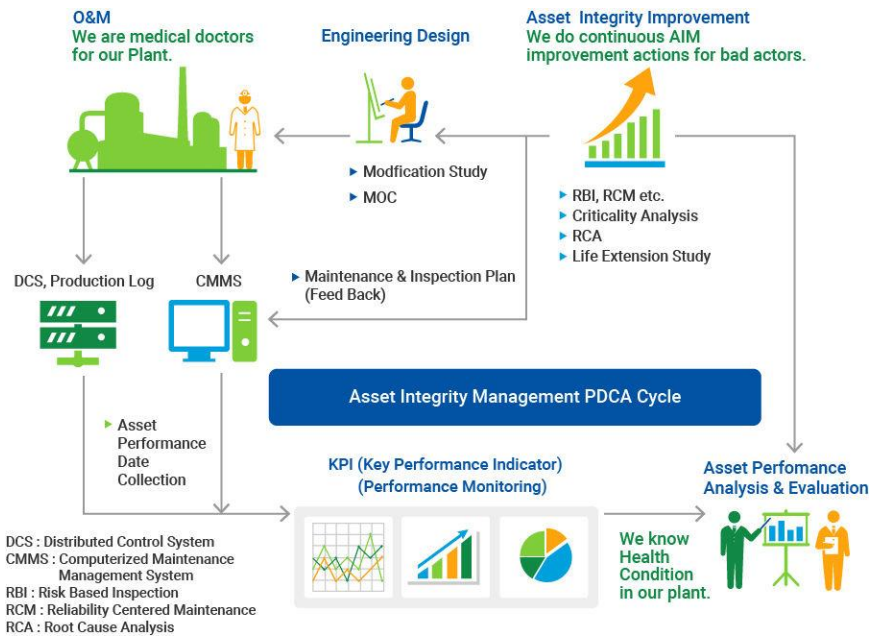 O&M
We are medical doctors
for our Plant.
Engineering Design
Asset Integrity Improvement
We do continuous AIM
improvement actions for bad actors.
Modfication Study
MOC
RBI, RCM etc.
Criticality Analysis
RCA
Life Extension Study
DCS, Production Log
CMMS
Maintenance & Inspection Plan
(Feed Back)
Asset Integrity Management PDCA Cycle
Asset
Performance
Date
Collection
KPI (Key Performance Indicator)
(Performance Monitoring)
Asset Perfomance
Analysis & Evaluation
We know
Health
Condition
in our plant.
DCS : Distributed Control System
CMMS : Computerized Maintenance
Management System
RBI : Risk Based Inspection
RCM : Reliability Centered Maintenance
RCA : Root Cause Analysis